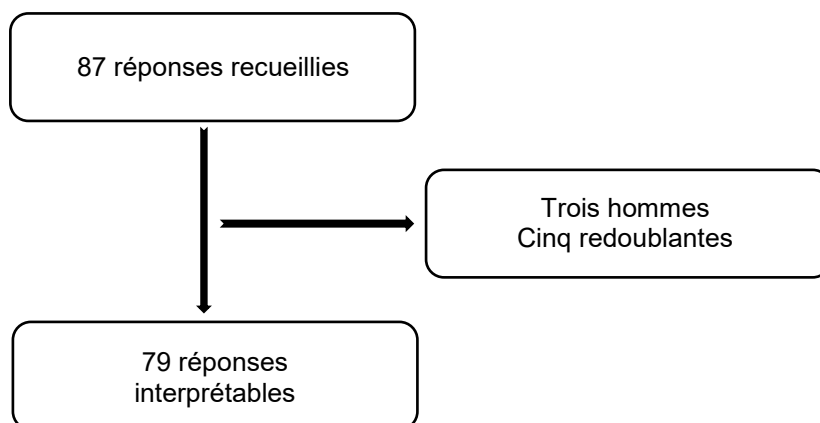 87 réponses recueillies
Trois hommes
Cinq redoublantes
79 réponses
interprétables